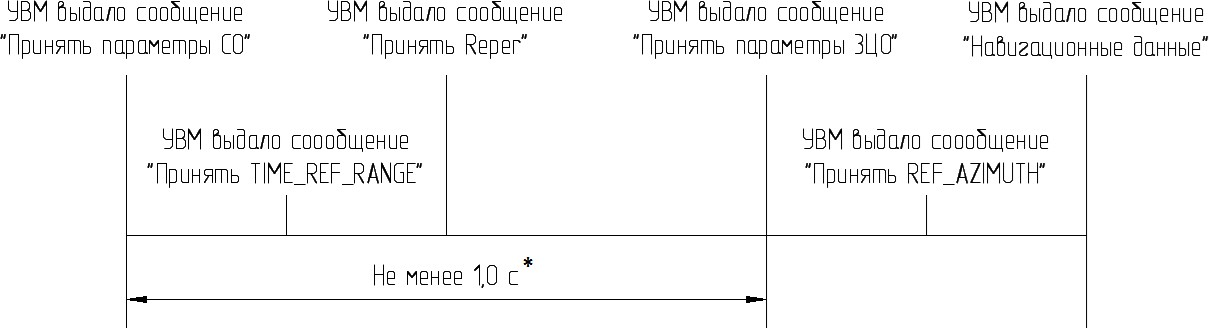 УВМ выдало сообщение
"Принять параметры СО"
УВМ выдало сообщение
"Принять Reper"
УВМ выдало сообщение
"Принять параметры ЗЦО"
УВМ выдало сообщение
"Навигационные данные"
УВМ выдало соообщение
"Принять TIME_REF_RANGE"
УВМ выдало соообщение
"Принять REF_AZIMUTH"
Не менее 1,0 с*